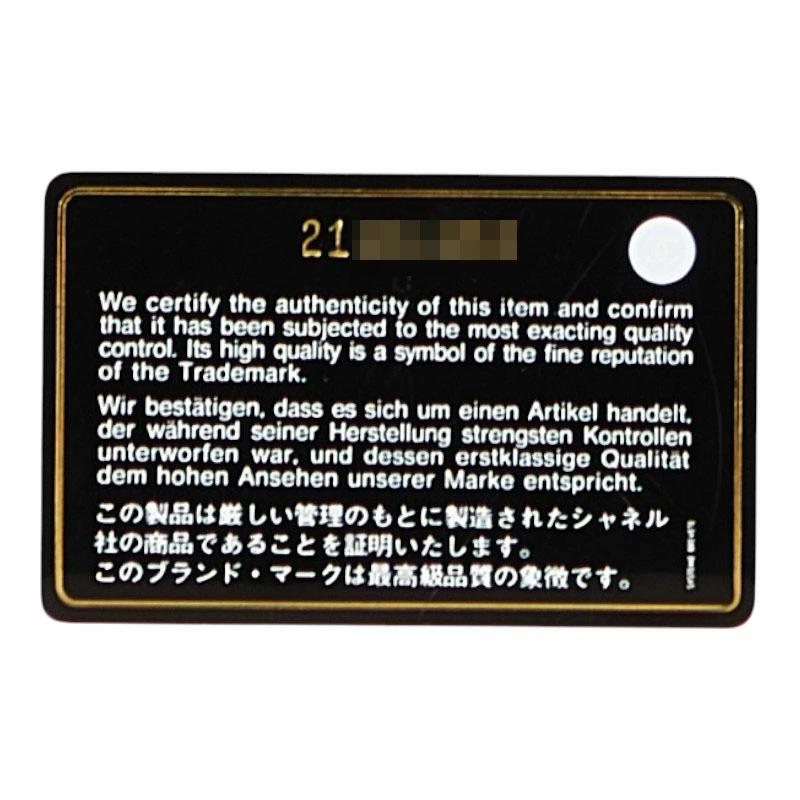 21
We certify the authenticity of this item and confirm
that it has been subjected to the most exacting quality
control. Its high quality is a symbol of the fine reputation
of the Trademark.
Wir bestätigen, dass es sich um einen Artikel handelt,
der während seiner Herstellung strengsten Kontrollen
unterworfen war, und dessen erstklassige Qualität
dem hohen Ansehen unserer Marke entspricht.
この製品は厳しい管理のもとに製造されたシャネル
社の商品であることを証明いたします。
このブランド・マークは最高級品質の象徴です。